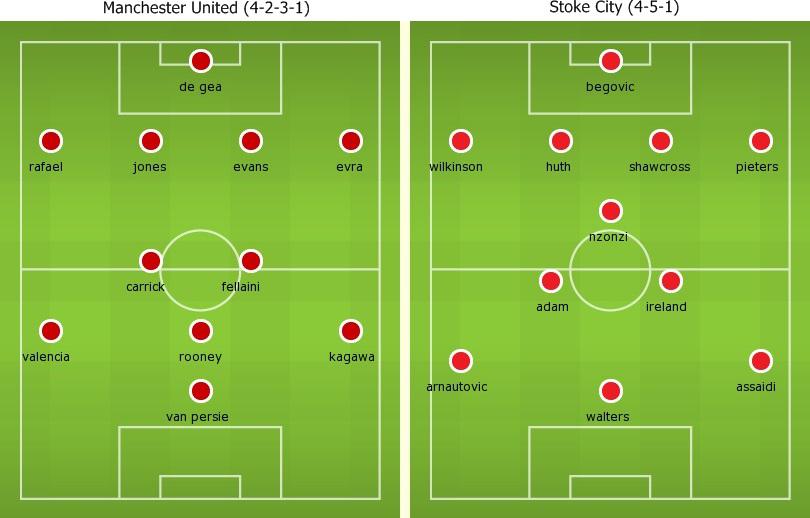 Manchester United (4-2-3-1)
de gea
rafael jones evans evra
carrick fellaini
valencia rooney kagawa
van persie
Stoke City (4-5-1)
begovic
wilkinson huth shawcross pieters
nzonzi
adam ireland
arnautovic assaidi
walters